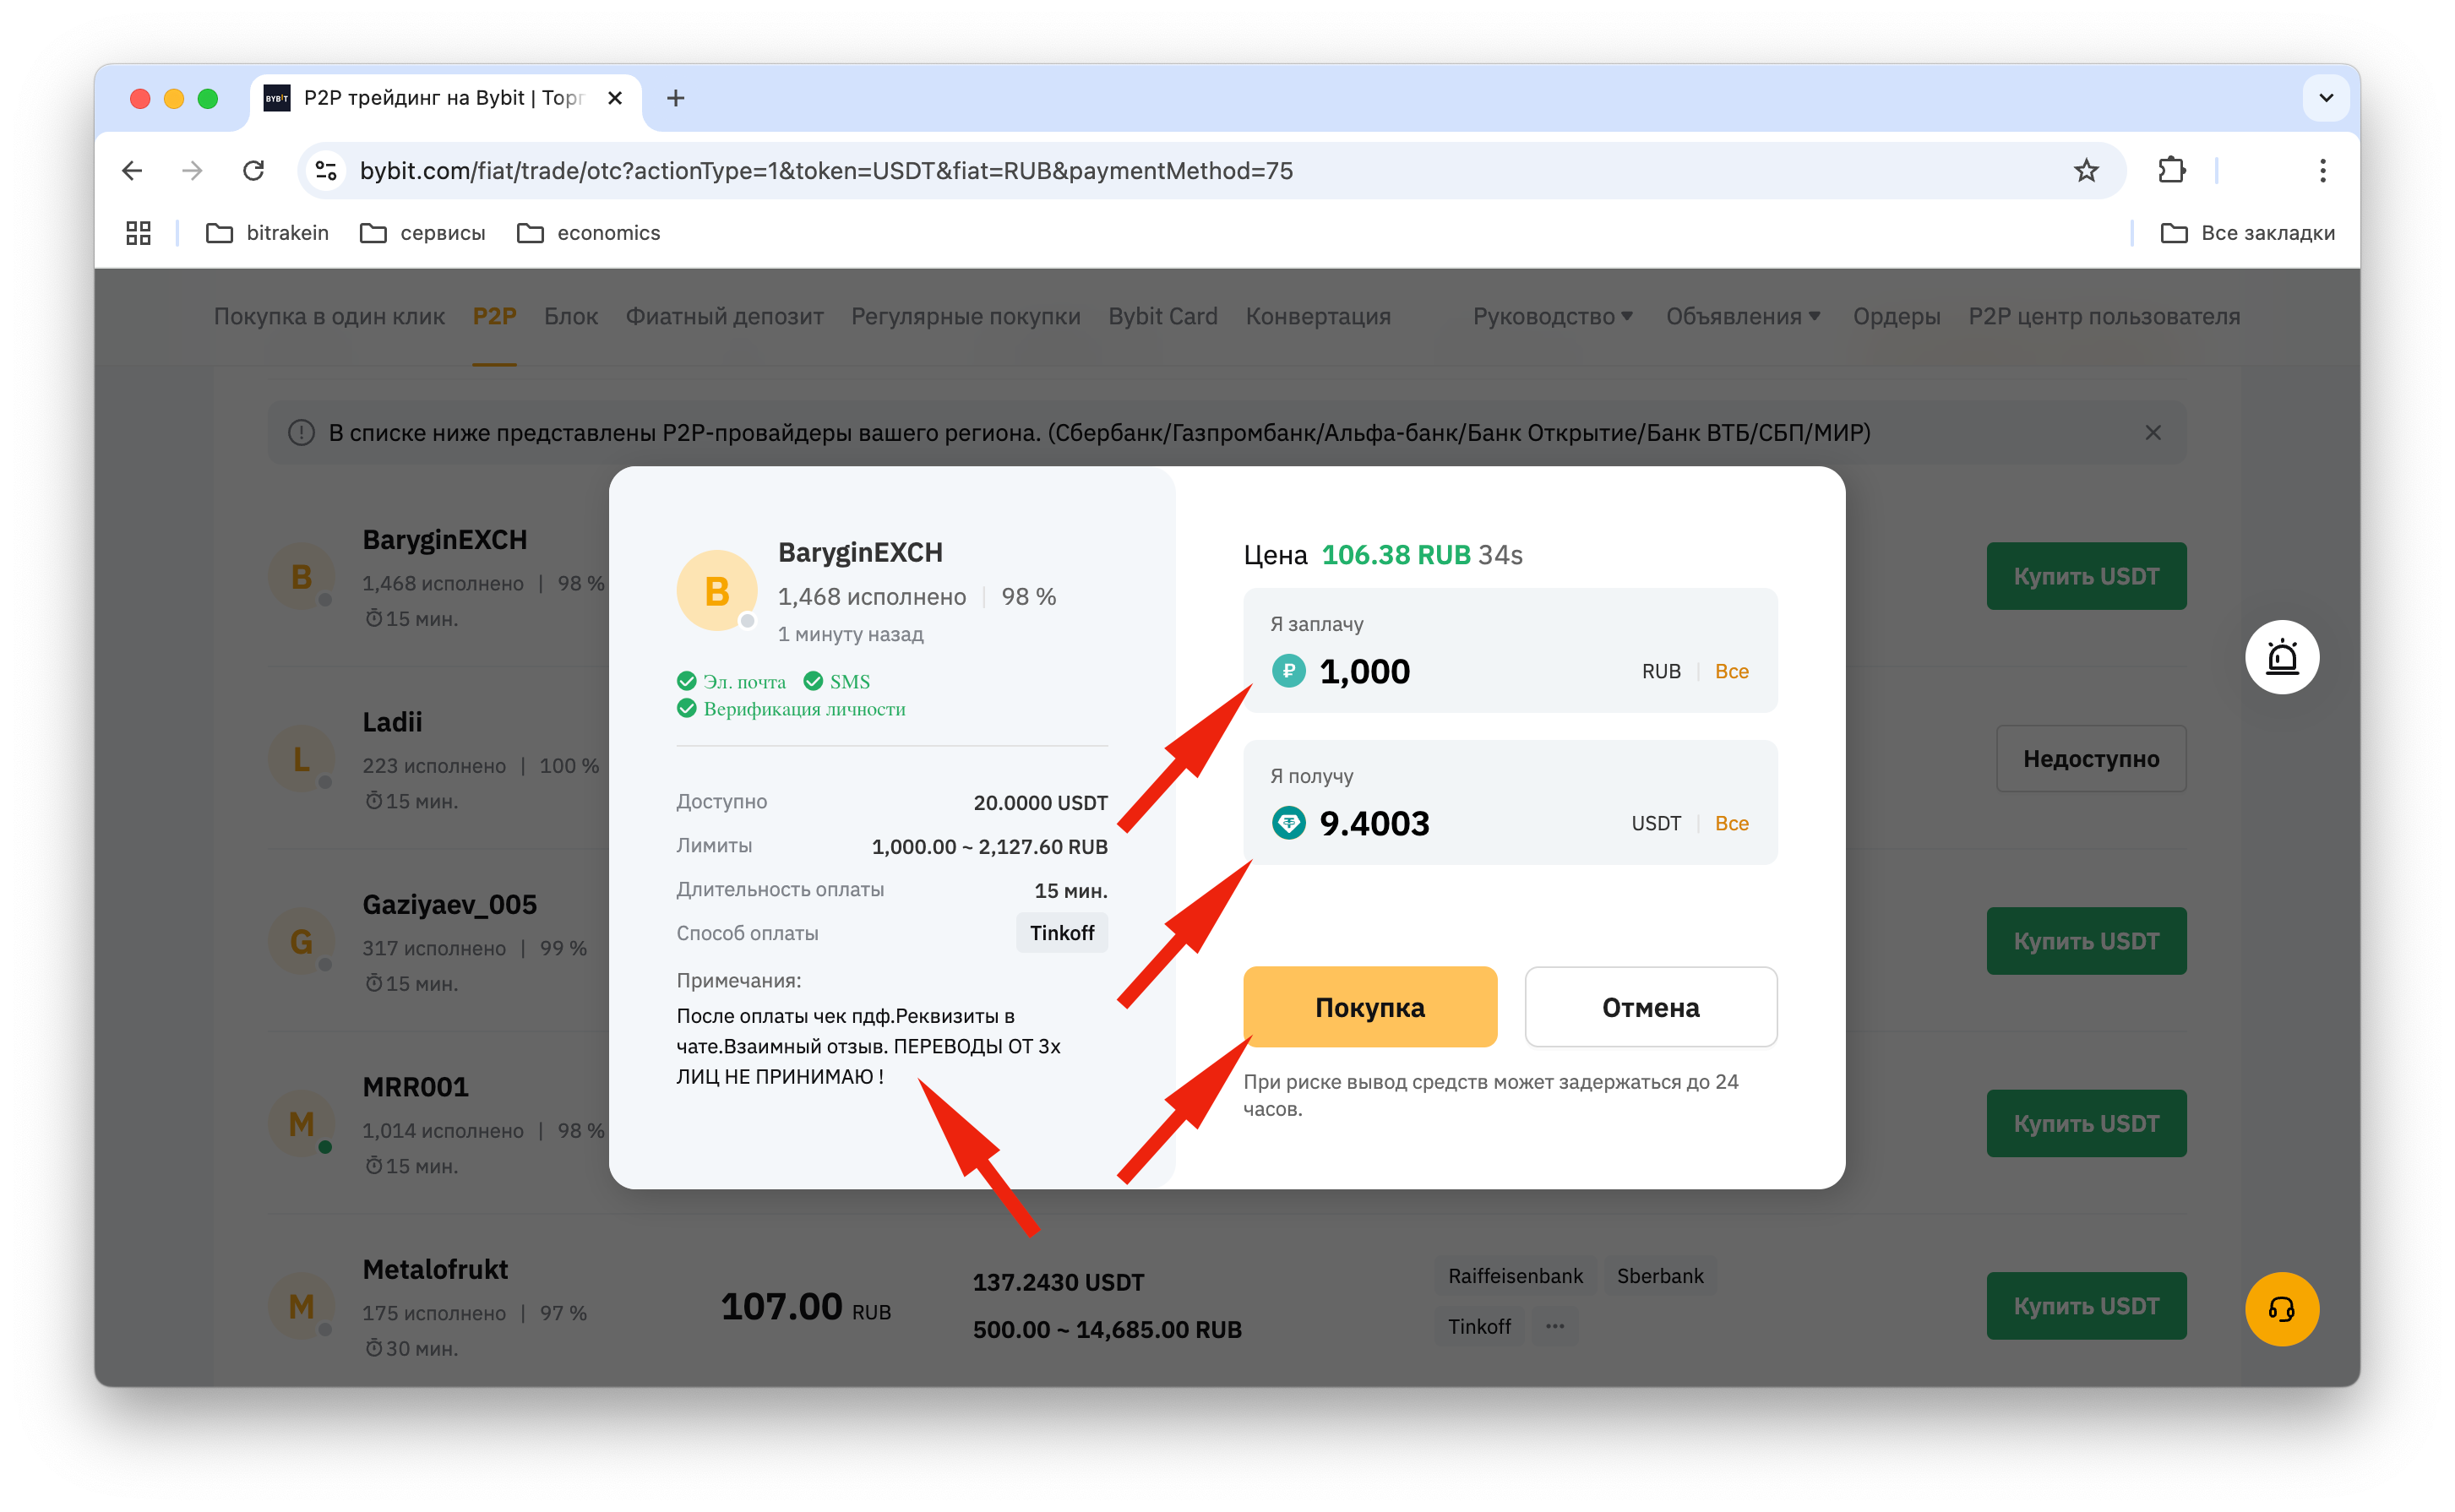 BYBIT P2P трейдинг на Bybit | Торг
bybit.com/fiat/trade/otc?actionType=1&token=USDT&fiat=RUB&paymentMethod=75
bitrakein сервисы economics Все закладки
Покупка в один клик P2P Блок Фиатный депозит Регулярные покупки Bybit Card Конвертация Руководство Объявления Ордеры P2P центр пользователя
В списке ниже представлены P2P-провайдеры вашего региона. (Сбербанк/Газпромбанк/Альфа-банк/Банк Открытие/Банк ВТБ/СБП/МИР)
B
BaryginEXCH
1,468 исполнено | 98 %
15 мин.
Купить USDT
L
Ladii
223 исполнено | 100 %
15 мин.
Недоступно
G
Gaziyaev_005
317 исполнено | 99 %
15 мин.
Купить USDT
M
MRR001
1,014 исполнено | 98 %
15 мин.
Купить USDT
M
Metalofrukt
175 исполнено | 97 %
30 мин.
107.00 RUB
137.2430 USDT
500.00 ~ 14,685.00 RUB
Raiffeisenbank Sberbank
Tinkoff ···
Купить USDT
B
BaryginEXCH
1,468 исполнено | 98 %
1 минуту назад
Эл. почта SMS
Верификация личности
Доступно 20.0000 USDT
Лимиты 1,000.00 ~ 2,127.60 RUB
Длительность оплаты 15 мин.
Способ оплаты Tinkoff
Примечания:
После оплаты чек пдф.Реквизиты в
чате.Взаимный отзыв. ПЕРЕВОДЫ ОТ 3х
ЛИЦ НЕ ПРИНИМАЮ !
Цена 106.38 RUB 34s
Я заплачу
₽ 1,000 RUB | Все
Я получу
9.4003 USDT | Все
Покупка Отмена
При риске вывод средств может задержаться до 24
часов.